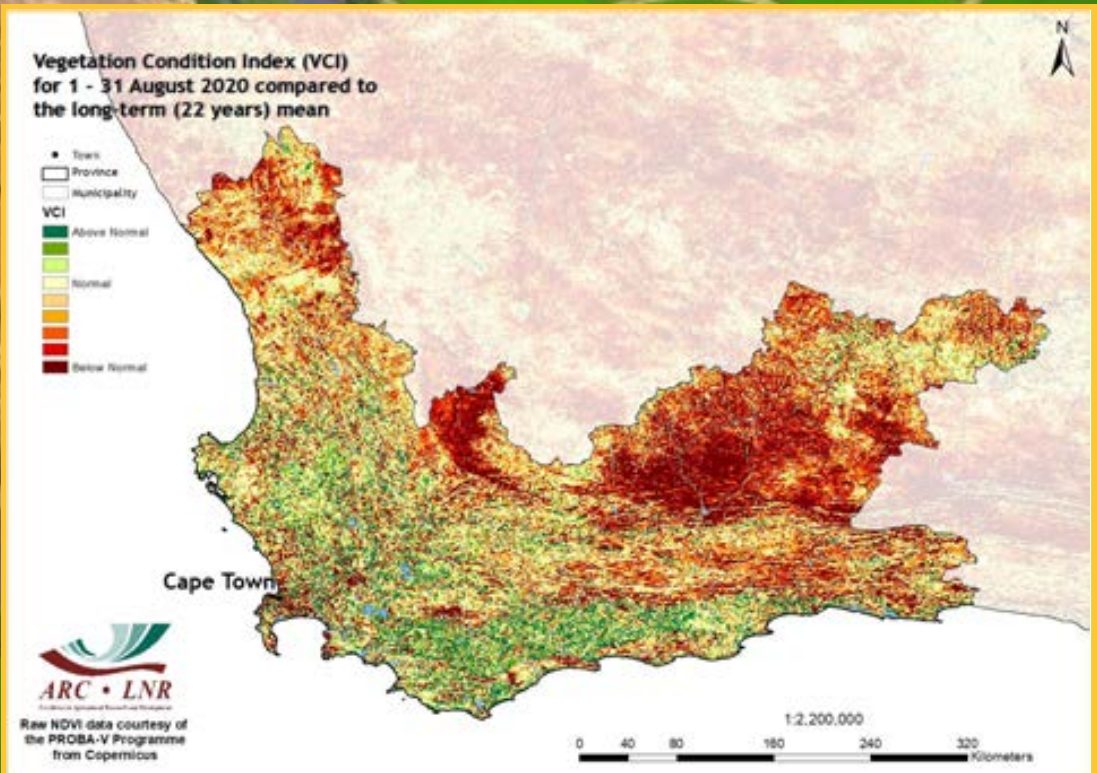 Vegetation Condition Index (VCI)
for 1 - 31 August 2020 compared to
the long-term (22 years) mean
N
Town
Province
Municipality
VCI
Above Normal
Normal
Below Normal
Cape Town
ARC • LNR
Raw NDVI data courtesy of
the PROBA-V Programme
from Copernicus
1:2,200,000
0 40 80 160 240 320
Kilometers